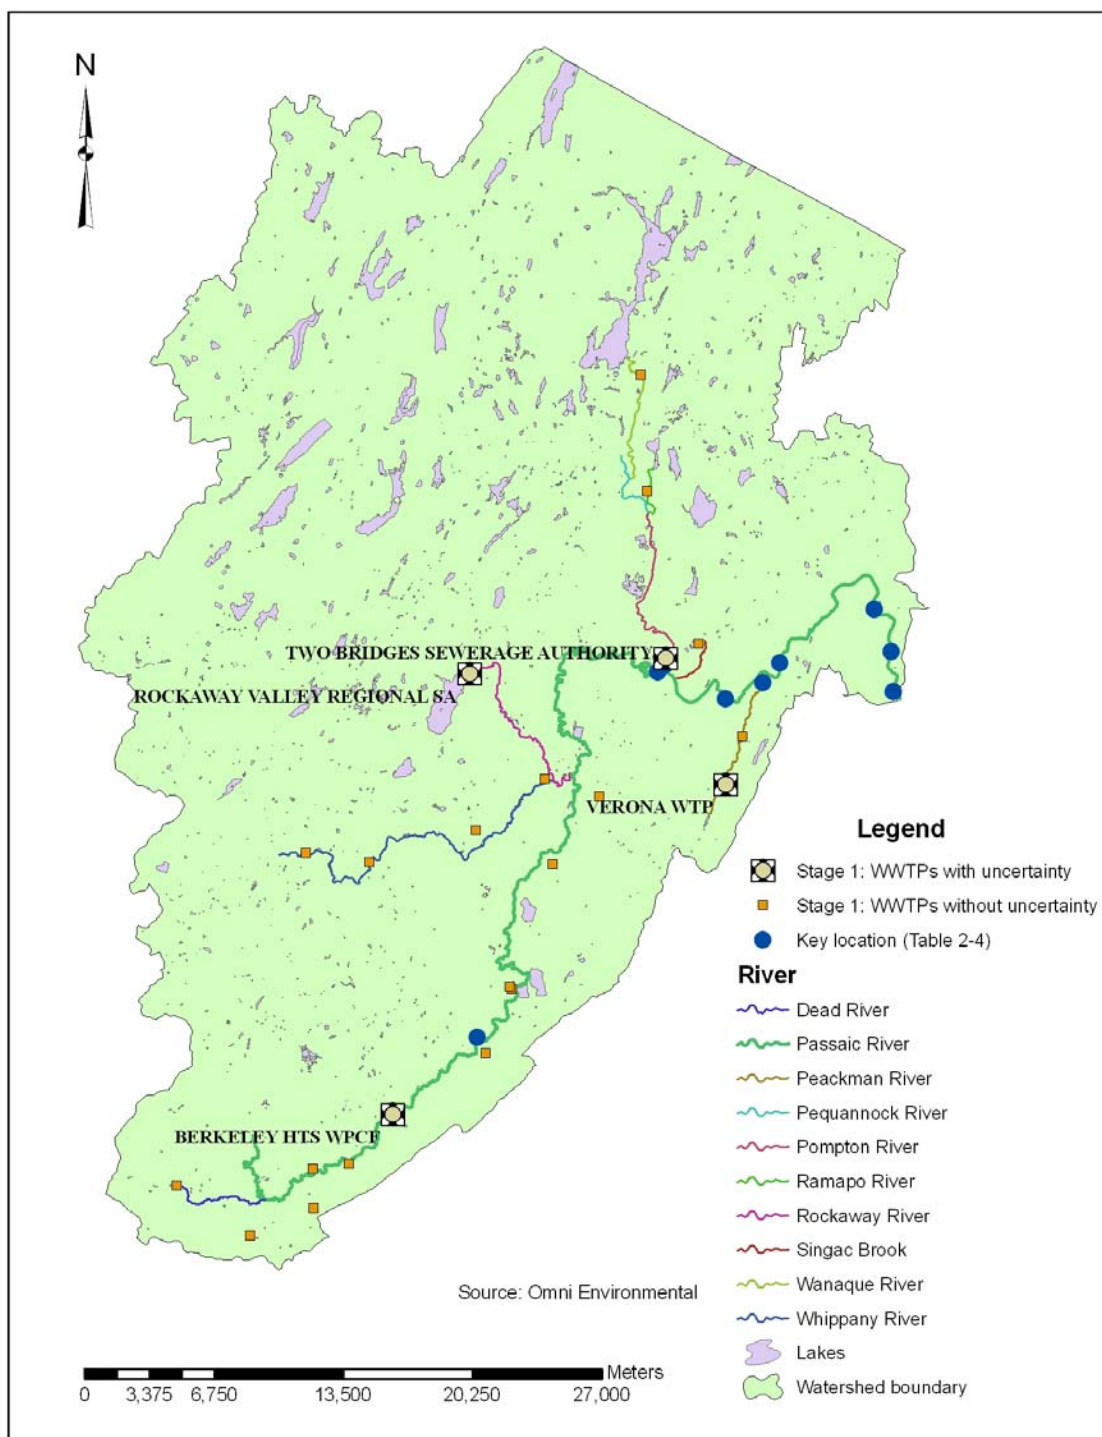 N
TWO BRIDGES SEWERAGE AUTHORITY
ROCKAWAY VALLEY REGIONAL SA
VERONA WTP
BERKELEY HTS WPCF
Legend
Stage 1: WWTPs with uncertainty
Stage 1: WWTPs without uncertainty
Key location (Table 2-4)
River
Dead River
Passaic River
Peackman River
Pequannock River
Pompton River
Ramapo River
Rockaway River
Singac Brook
Wanaque River
Whippany River
Lakes
Watershed boundary
Source: Omni Environmental
Meters
0 3,375 6,750 13,500 20,250 27,000